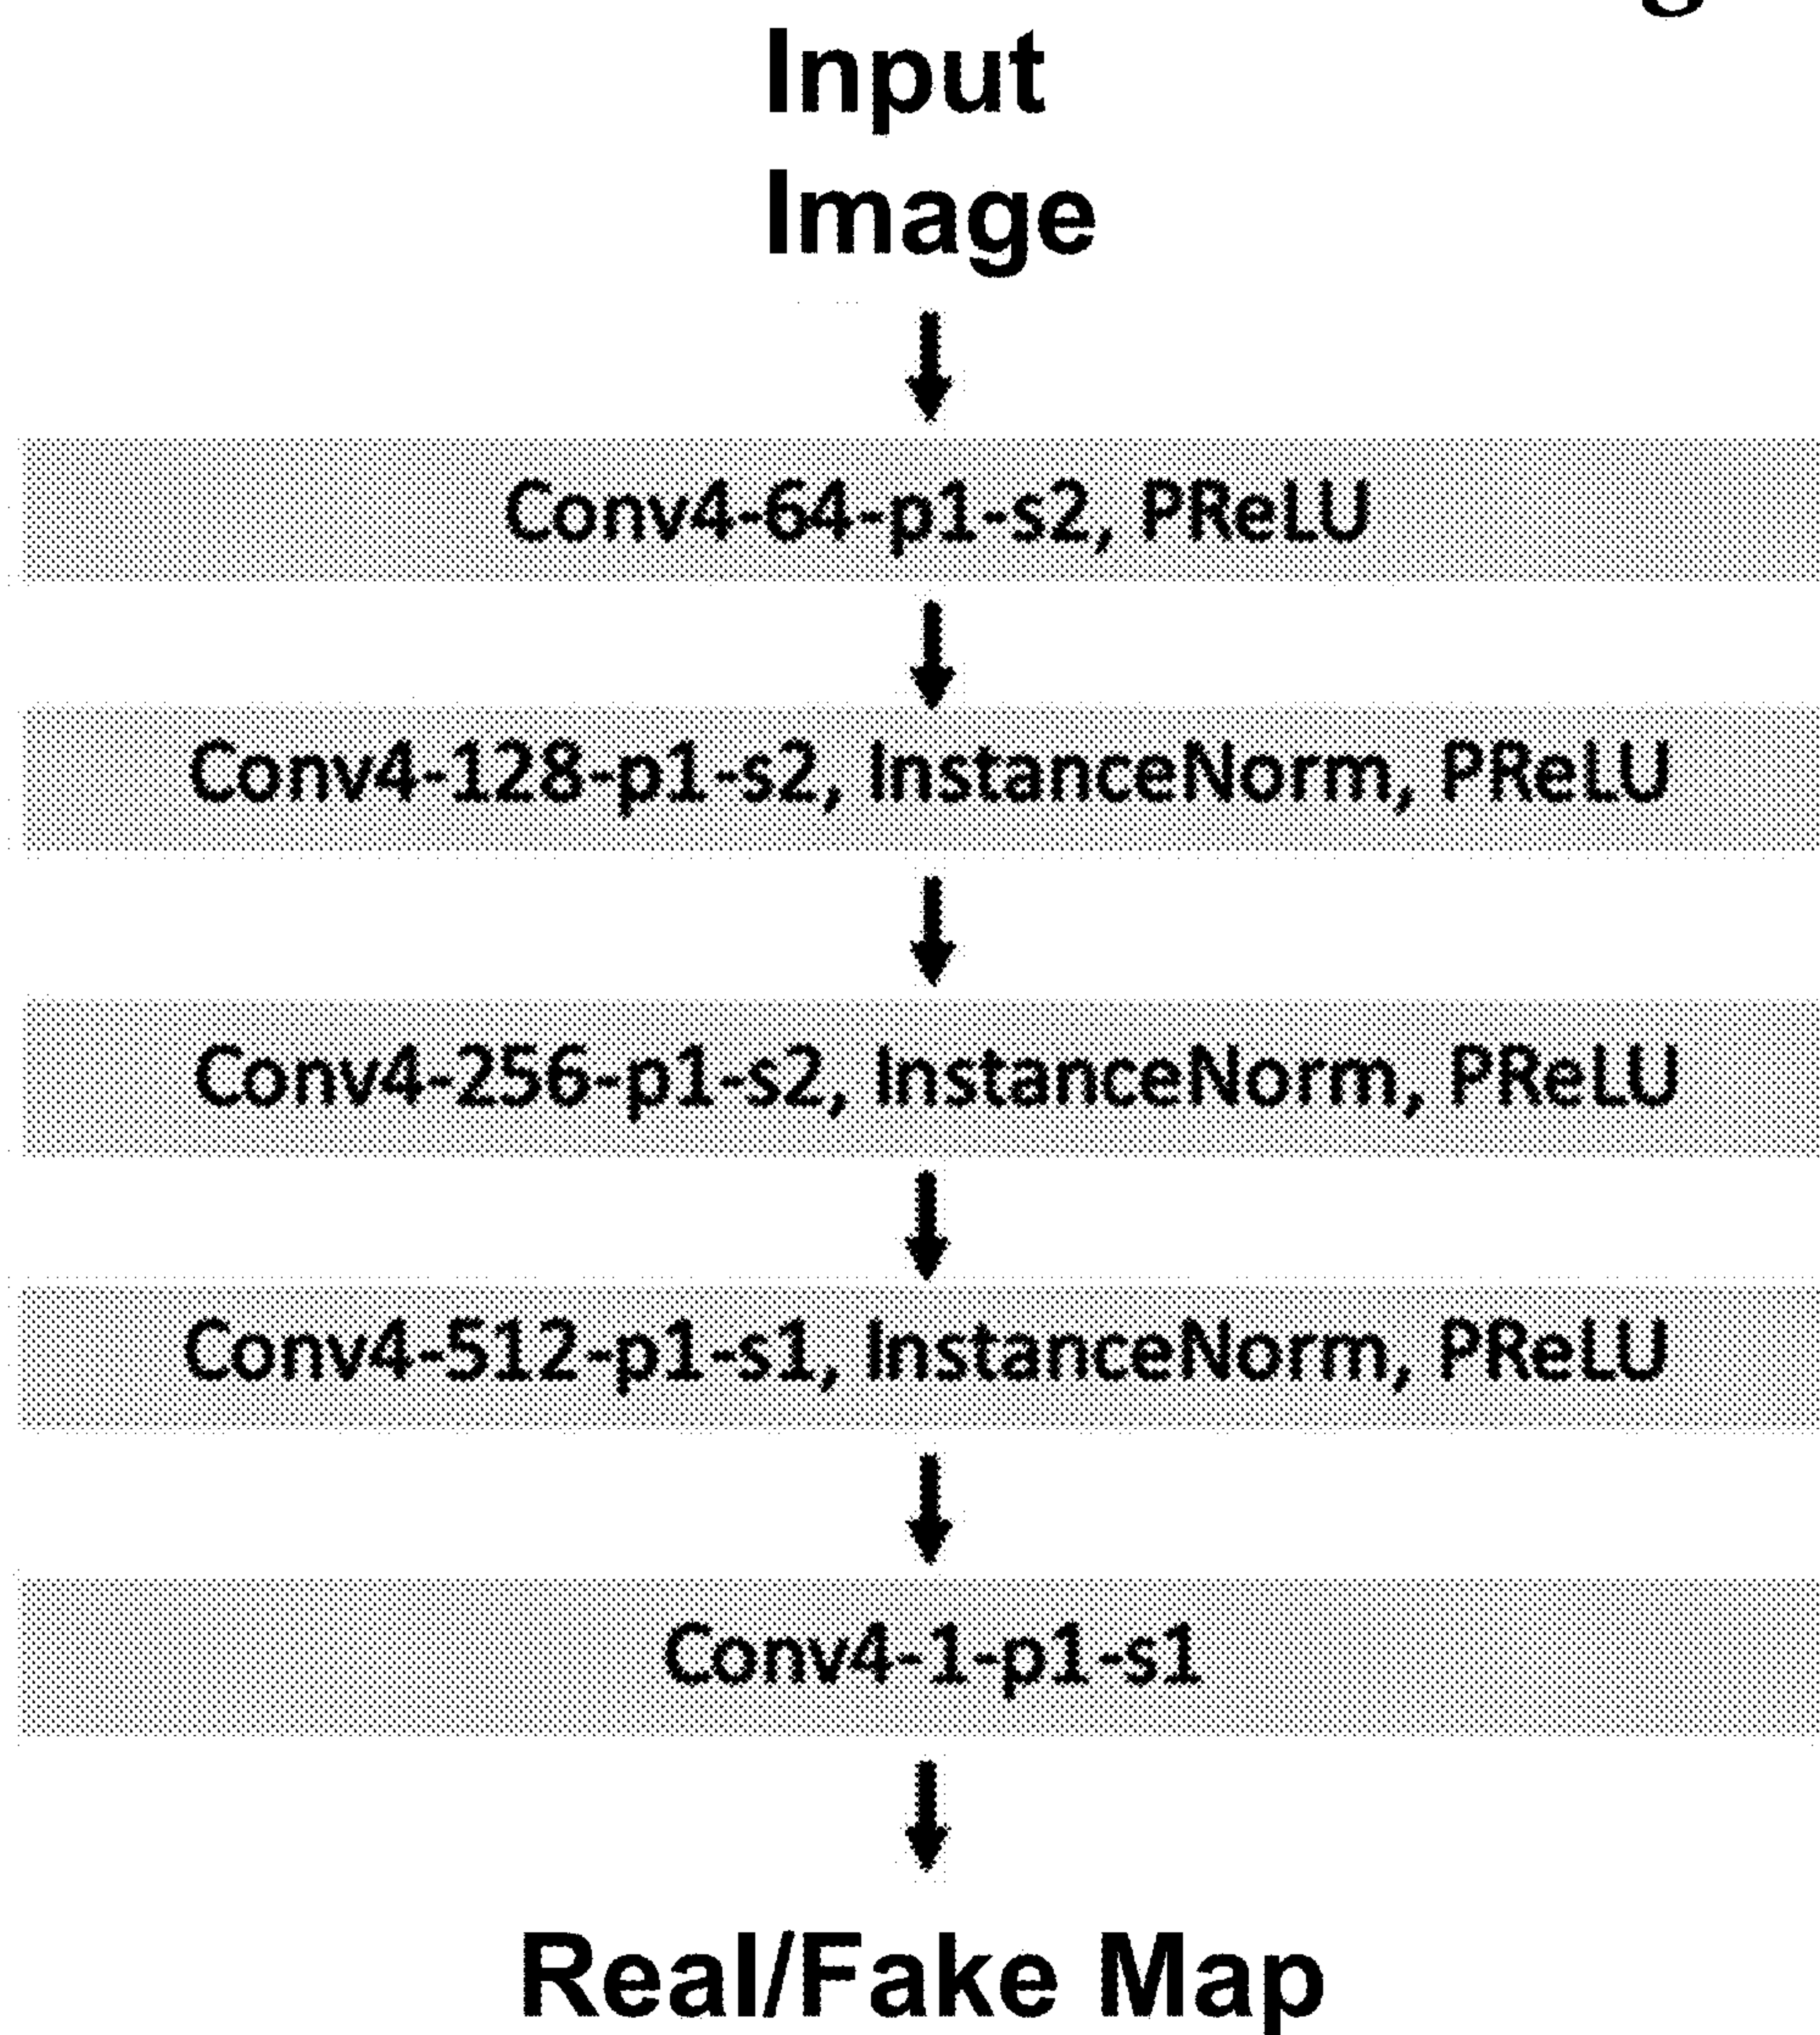 Input
Image
Conv4-64-p1-s2, PReLU
Conv4-128-p1-s2, InstanceNorm, PReLU
Conv4-256-p1-s2, InstanceNorm, PReLU
Conv4-512-p1-s1, InstanceNorm, PReLU
Conv4-1-p1-s1
Real/Fake Map